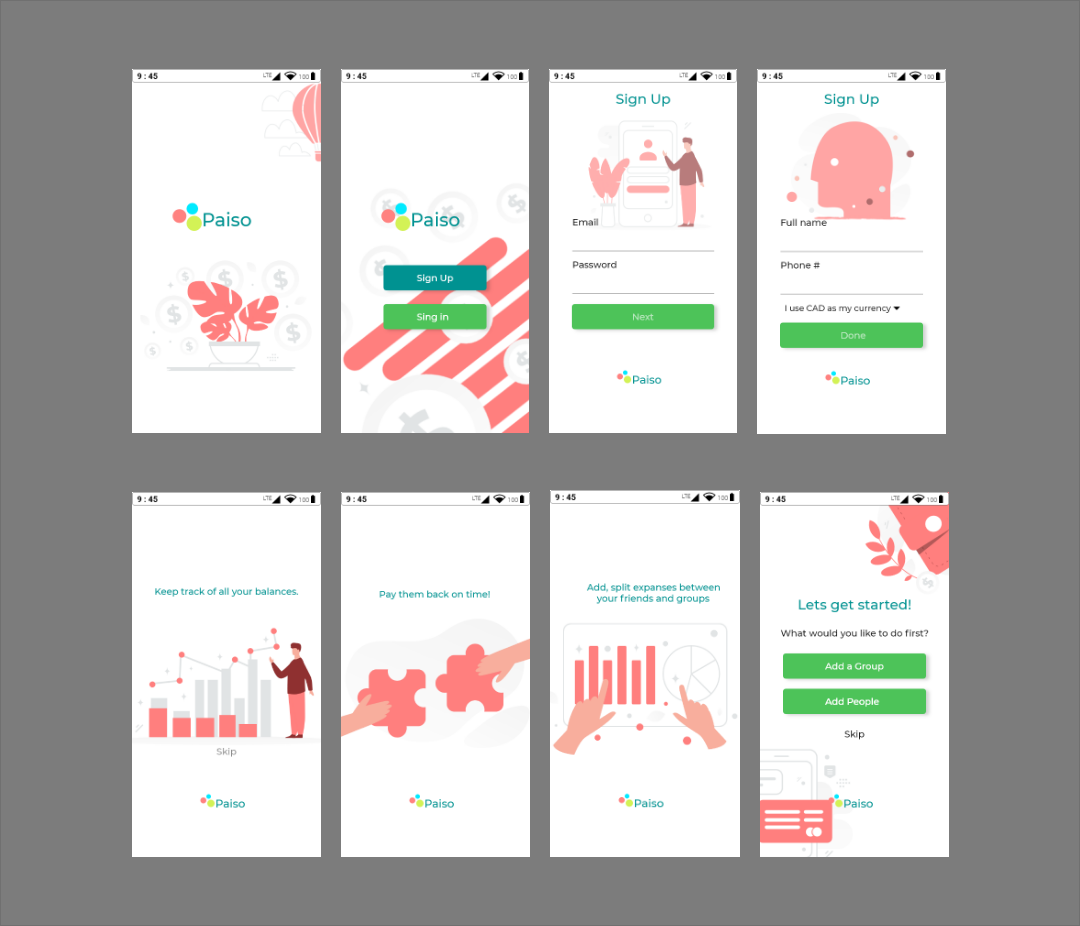 9 : 45
LTE
100
Paiso
9 : 45
LTE
100
Paiso
Sign Up
Sing in
9 : 45
LTE
100
Sign Up
Email
Password
Next
Paiso
9 : 45
LTE
100
Sign Up
Full name
Phone #
I use CAD as my currency
Done
Paiso
9 : 45
LTE
100
Keep track of all your balances.
Skip
Paiso
9 : 45
LTE
100
Pay them back on time!
Paiso
9 : 45
LTE
100
Add, split expanses between
your friends and groups
Paiso
9 : 45
LTE
100
Lets get started!
What would you like to do first?
Add a Group
Add People
Skip
Paiso